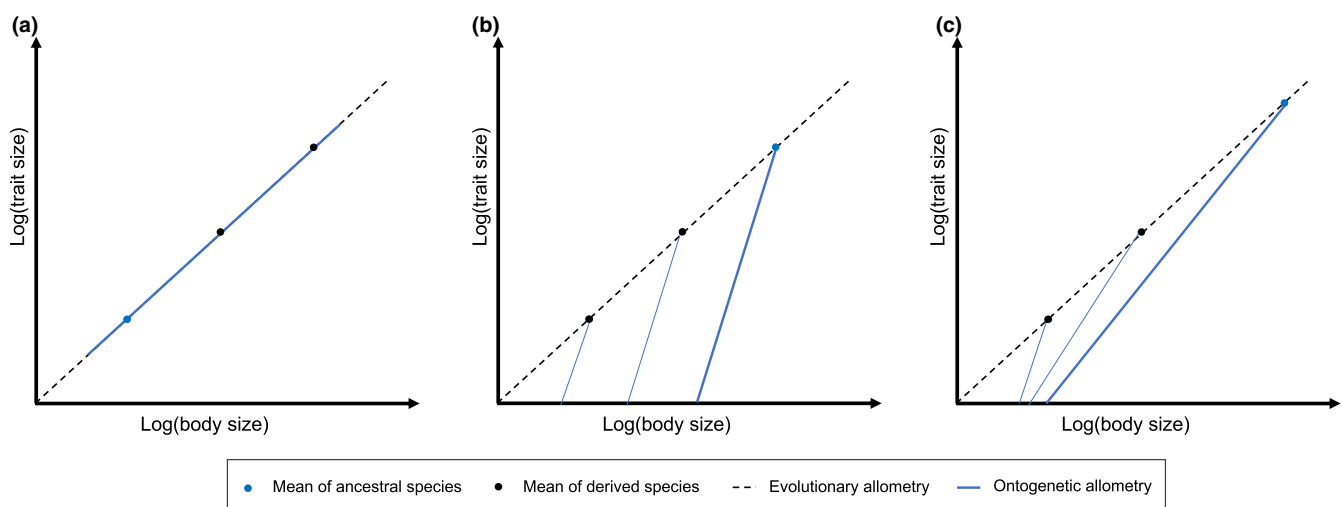 (a)
(b)
(c)
Log(trait size)
Log(trait size)
Log(trait size)
Log(body size)
Log(body size)
Log(body size)
Mean of ancestral species
Mean of derived species
Evolutionary allometry
Ontogenetic allometry